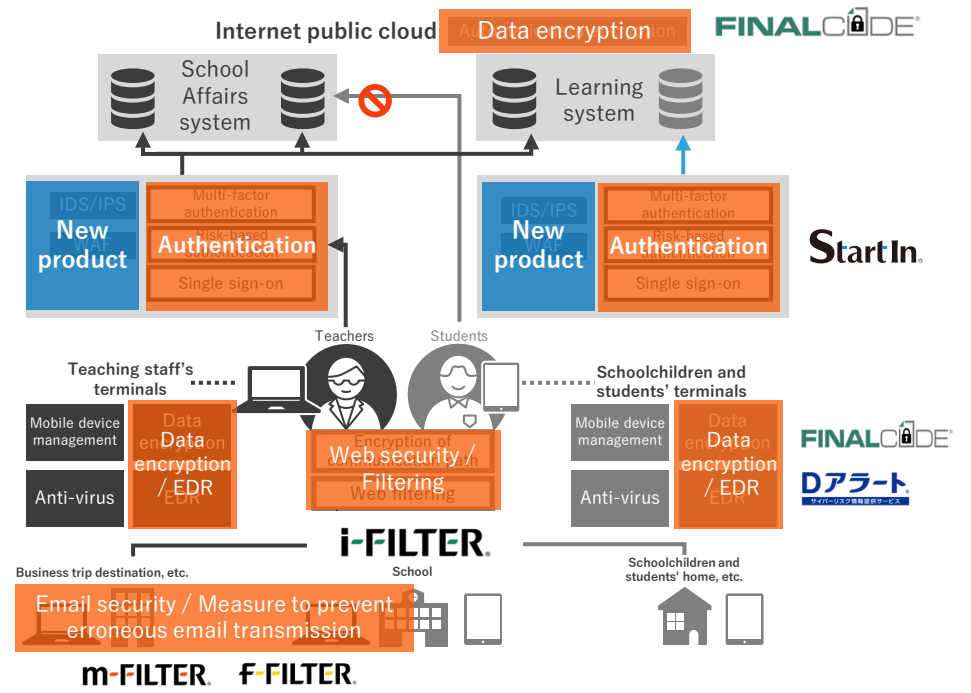 Internet public cloud
Data encryption
FINALCODE®
School
Affairs
system
Learning
system
IDS/IPS
WAF
New
product
Multi-factor
authentication
Risk-based
authentication
Authentication
Single sign-on
IDS/IPS
WAF
New
product
Multi-factor
authentication
Risk-based
authentication
Authentication
Single sign-on
StartIn®
Teachers
Students
Teaching staff's
terminals
Schoolchildren and
students' terminals
Mobile device
management
Anti-virus
Data
encryption
/ EDR
Data
encryption
/ EDR
Encryption of
communication path
Web filtering
Web security /
Filtering
Mobile device
management
Anti-virus
Data
encryption
/ EDR
Data
encryption
/ EDR
FINALCODE®
Dアラート®
サイバーリスク情報提供サービス
i-FILTER®
Business trip destination, etc.
School
Schoolchildren and
students' home, etc.
Email security / Measure to prevent
erroneous email transmission
m-FILTER®
f-FILTER®